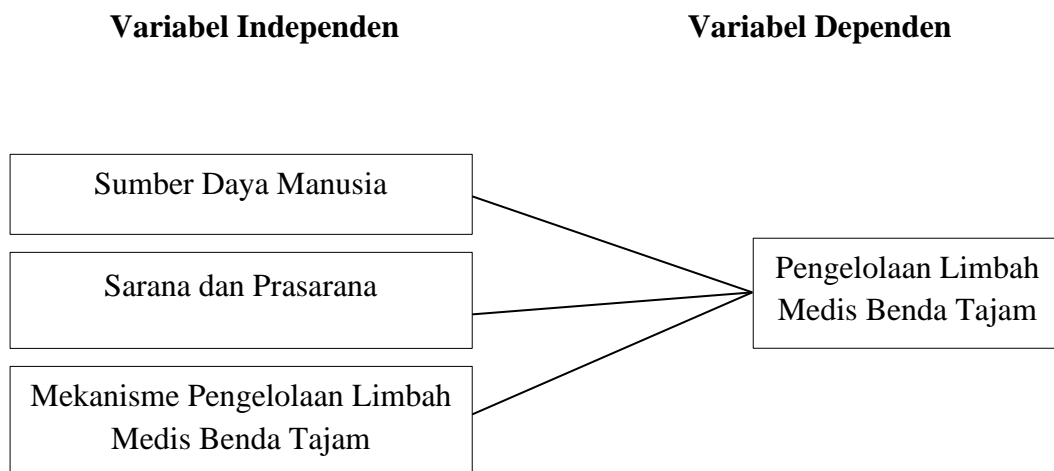 Variabel Independen
Variabel Dependen
Sumber Daya Manusia
Sarana dan Prasarana
Mekanisme Pengelolaan Limbah
Medis Benda Tajam
Pengelolaan Limbah
Medis Benda Tajam